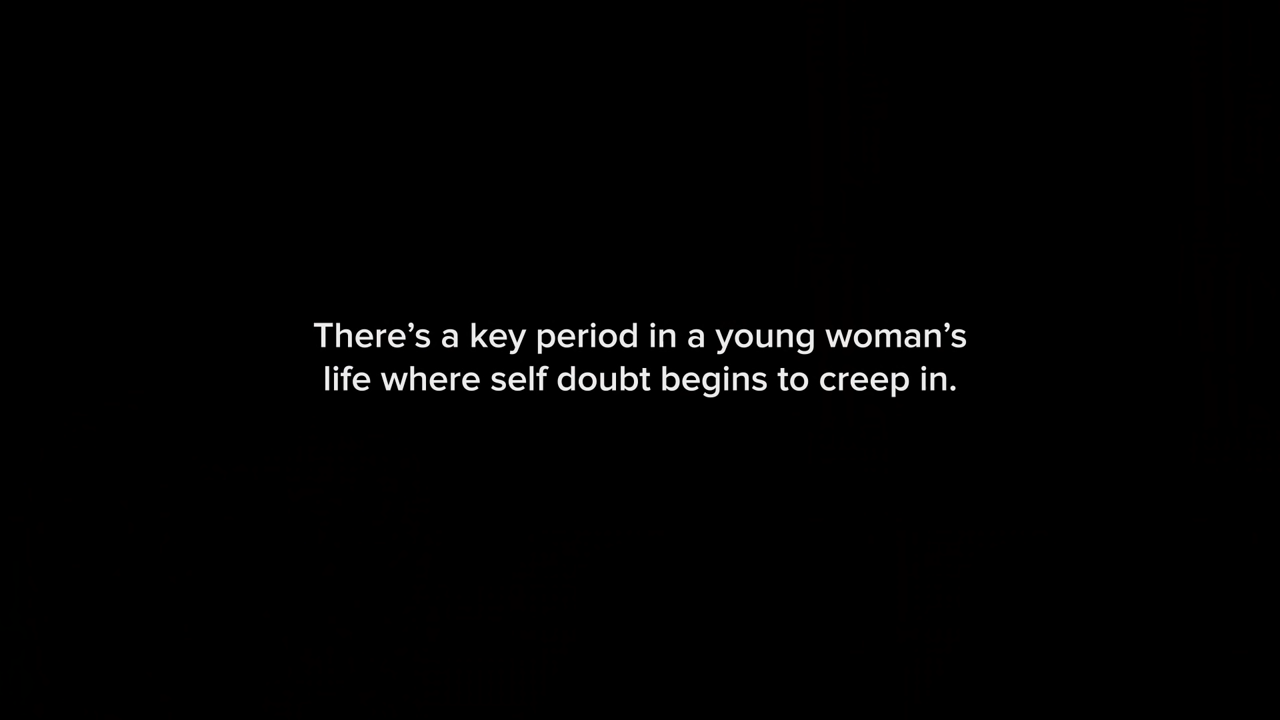 There’s a key period in a young woman’s
life where self doubt begins to creep in.